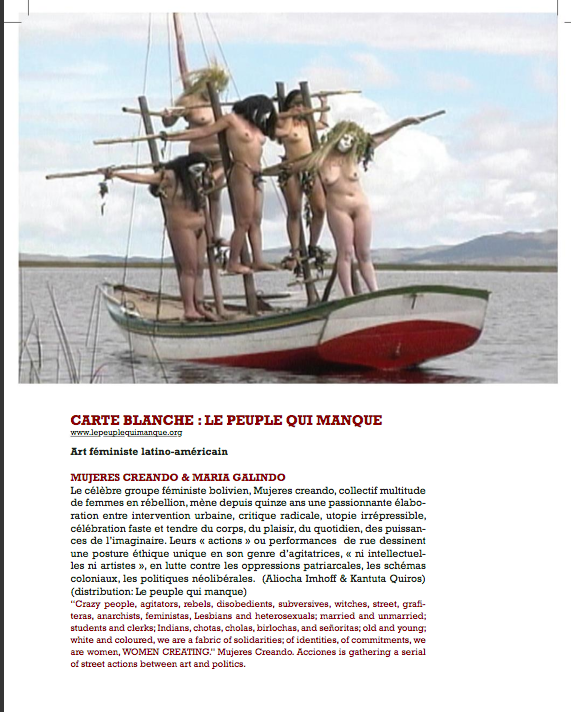 CARTE BLANCHE : LE PEUPLE QUI MANQUE
www.lepeuplequimanque.org
Art féministe latino-américain
MUJERES CREANDO & MARIA GALINDO
Le célèbre groupe féministe bolivien, Mujeres creando, collectif multitude
de femmes en rébellion, mène depuis quinze ans une passionnante élabo-
ration entre intervention urbaine, critique radicale, utopie irrépressible,
célébration faste et tendre du corps, du plaisir, du quotidien, des puissan-
ces de l'imaginaire. Leurs « actions » ou performances  de rue dessinent
une posture éthique unique en son genre d'agitatrices, « ni intellectuel-
les ni artistes », en lutte contre les oppressions patriarcales, les schémas
coloniaux, les politiques néolibérales.  (Aliocha Imhoff & Kantuta Quiros)
(distribution: Le peuple qui manque)
"Crazy people, agitators, rebels, disobedients, subversives, witches, street, grafi-
teras, anarchists, feministas, Lesbians and heterosexuals; married and unmarried;
students and clerks; Indians, chotas, cholas, birlochas, and señoritas; old and young;
white and coloured, we are a fabric of solidarities; of identities, of commitments, we
are women, WOMEN CREATING." Mujeres Creando. Acciones is gathering a serial
of street actions between art and politics.